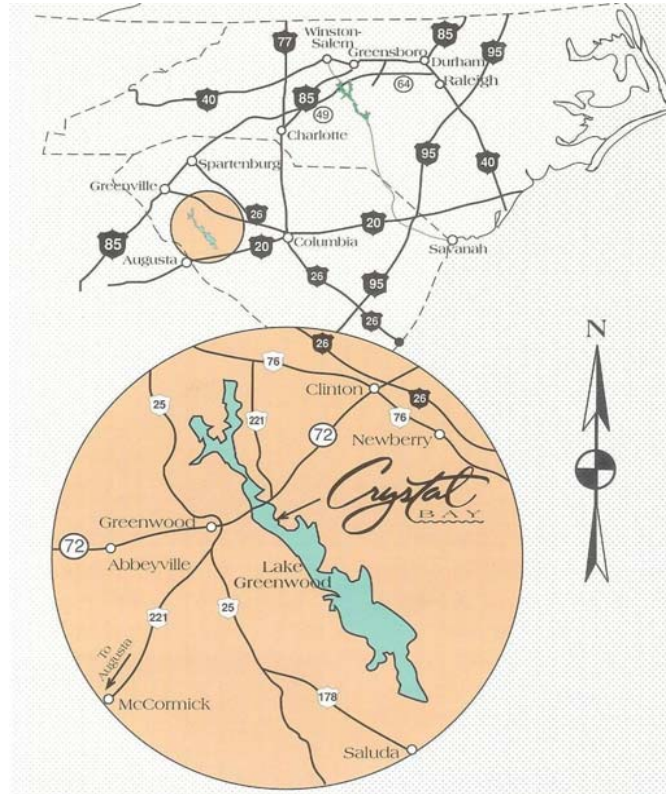 85
77
95
Winston-
Salem
Greensboro
Durham
Raleigh
40
85
64
49
Charlotte
95
40
Spartenburg
Greenville
26
20
85
20
Columbia
Savanah
Augusta
26
95
26
26
76
Clinton
N
25
221
72
76
26
Newberry
Crystal
BAY
Greenwood
72
Abbeyville
Lake
Greenwood
25
221
To
Augusta
McCormick
178
Saluda